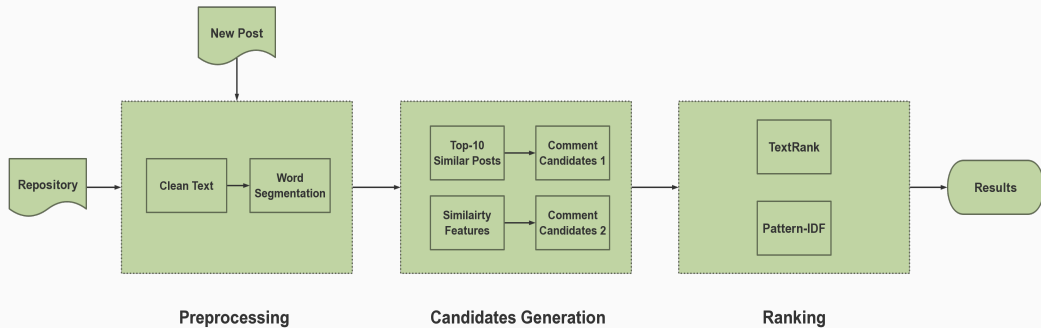 New Post
Repository
Clean Text
Word
Segmentation
Top-10
Similar Posts
Comment
Candidates 1
Similairty
Features
Comment
Candidates 2
TextRank
Pattern-IDF
Results
Preprocessing
Candidates Generation
Ranking